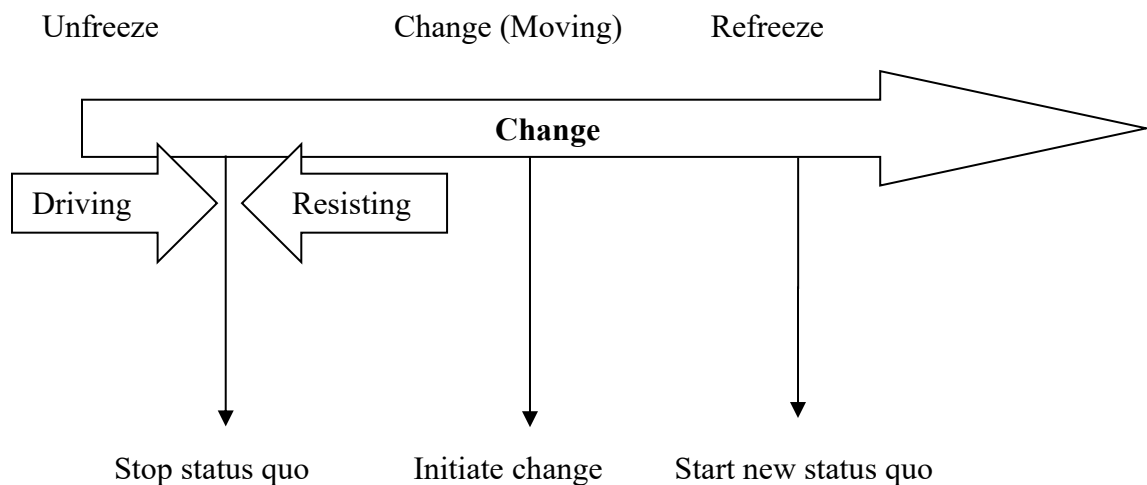 Unfreeze Change (Moving) Refreeze
Change
Driving Resisting
Stop status quo Initiate change Start new status quo